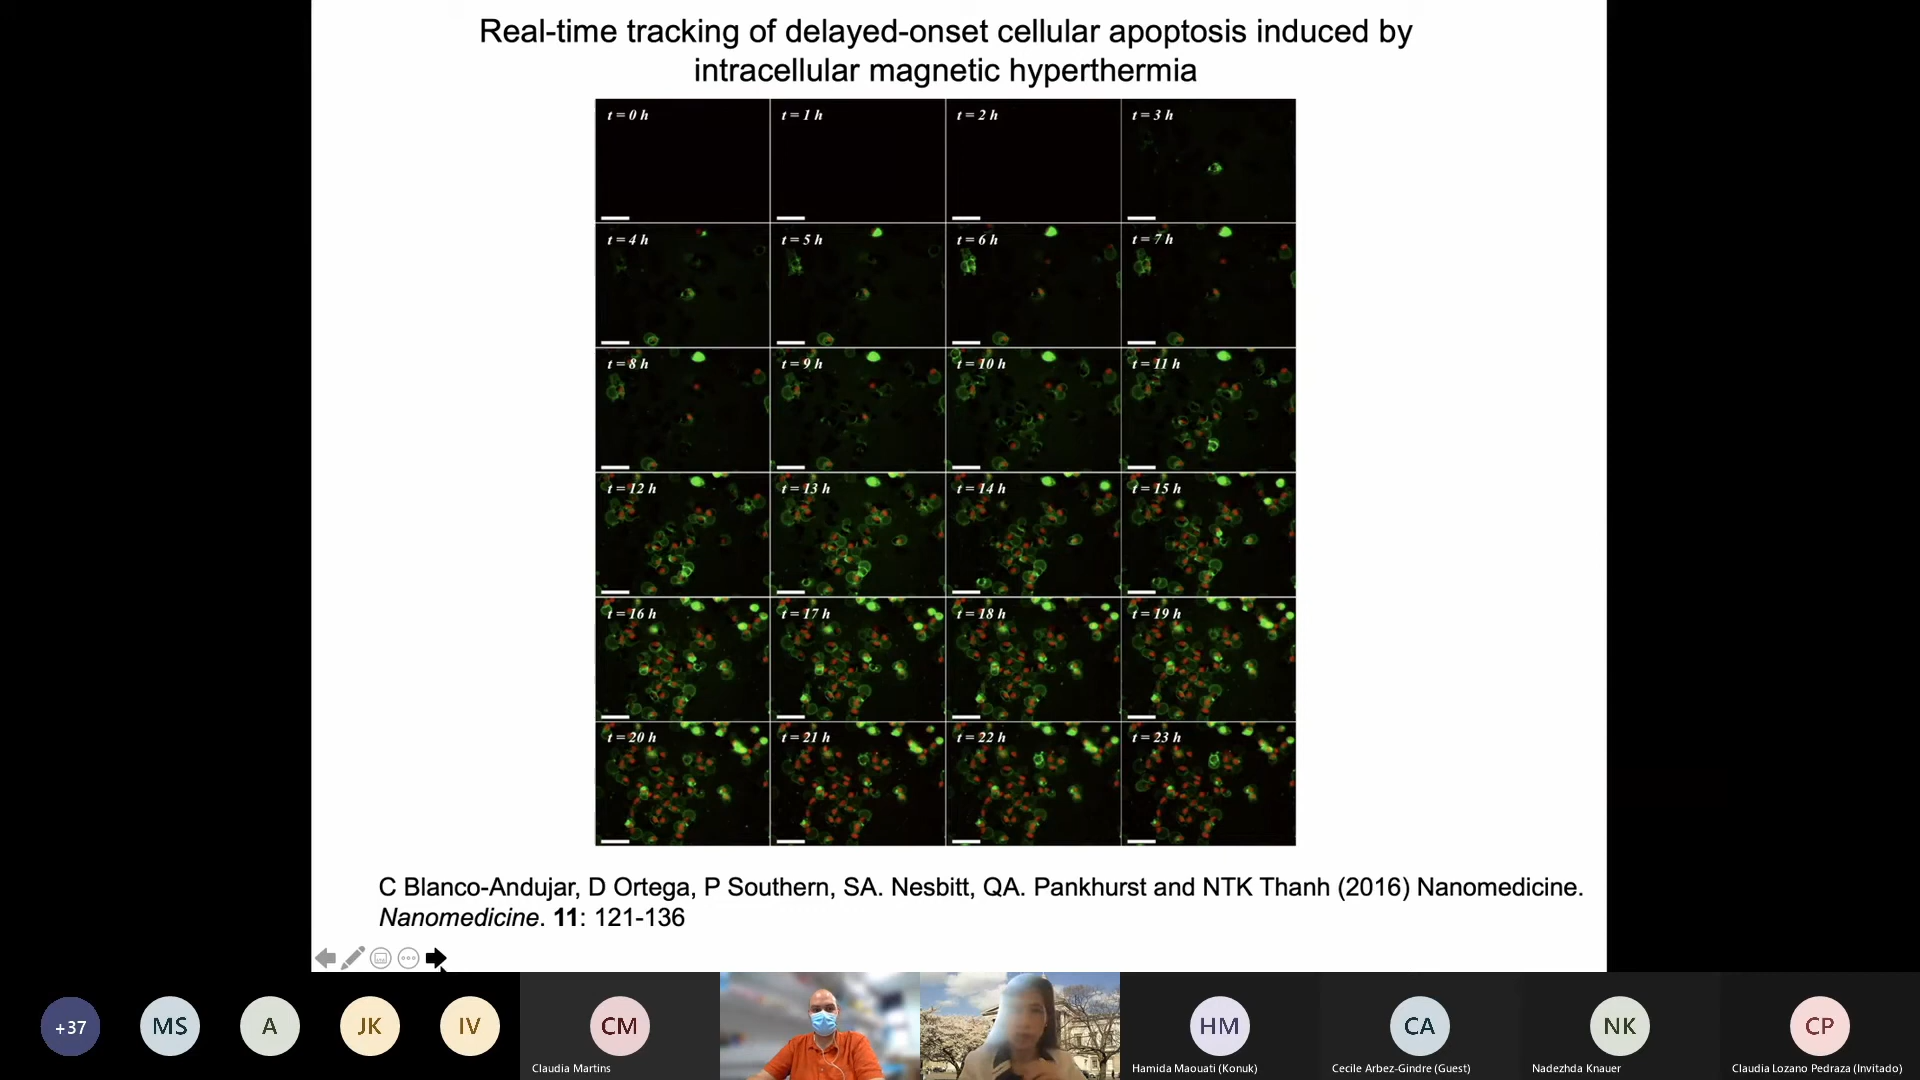 Real-time tracking of delayed-onset cellular apoptosis induced by
intracellular magnetic hyperthermia
t = 0 h
t = 1 h
t = 2 h
t = 3 h
t = 4 h
t = 5 h
t = 6 h
t = 7 h
t = 8 h
t = 9 h
t = 10 h
t = 11 h
t = 12 h
t = 13 h
t = 14 h
t = 15 h
t = 16 h
t = 17 h
t = 18 h
t = 19 h
t = 20 h
t = 21 h
t = 22 h
t = 23 h
C Blanco-Andujar, D Ortega, P Southern, SA. Nesbitt, QA. Pankhurst and NTK Thanh (2016) Nanomedicine.
Nanomedicine. 11: 121-136
+37
MS
A
JK
IV
CM
HM
CA
NK
CP
Claudia Martins
Hamida Maouati (Konuk)
Cecile Arbez-Gindre (Guest)
Nadezhda Knauer
Claudia Lozano Pedraza (Invitado)